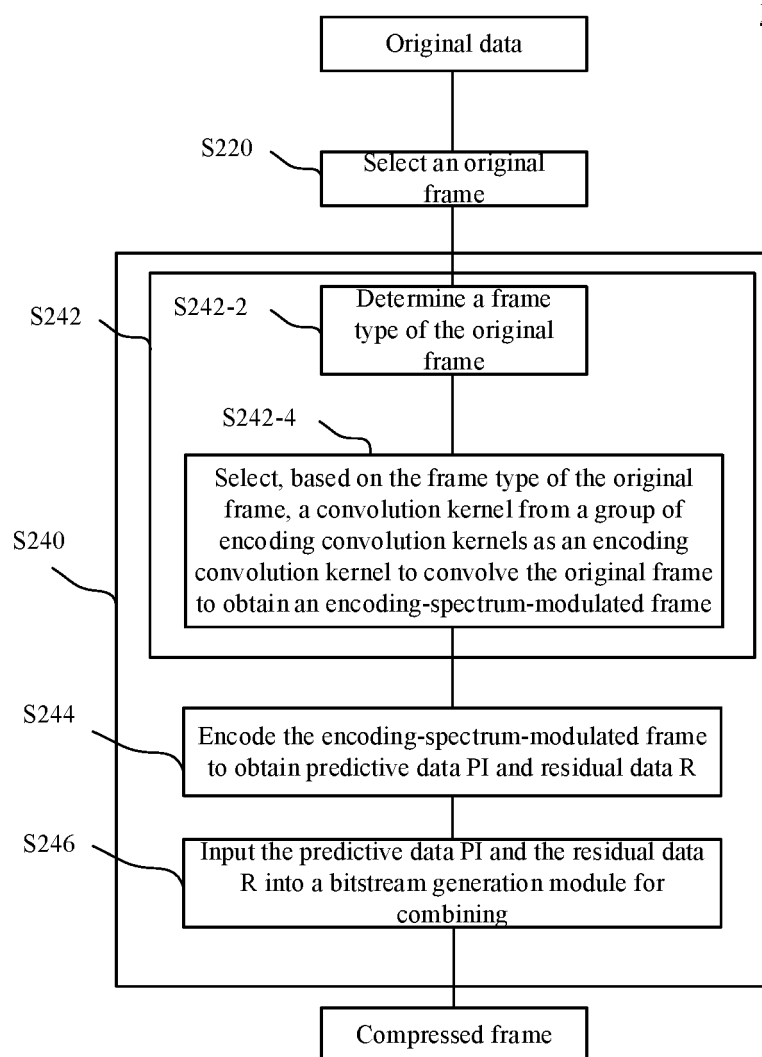 Original data
S220
Select an original
frame
S242
S242-2
Determine a frame
type of the original
frame
S242-4
Select, based on the frame type of the original
frame, a convolution kernel from a group of
encoding convolution kernels as an encoding
convolution kernel to convolve the original frame
to obtain an encoding-spectrum-modulated frame
S240
S244
Encode the encoding-spectrum-modulated frame
to obtain predictive data PI and residual data R
S246
Input the predictive data PI and the residual data
R into a bitstream generation module for
combining
Compressed frame